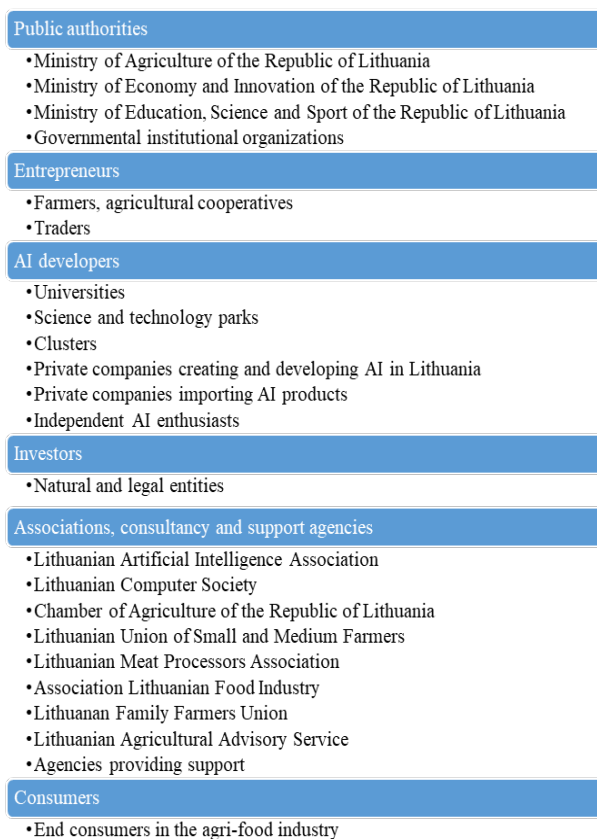 Public authorities
•Ministry of Agriculture of the Republic of Lithuania
•Ministry of Economy and Innovation of the Republic of Lithuania
•Ministry of Education, Science and Sport of the Republic of Lithuania
•Governmental institutional organizations
Entrepreneurs
•Farmers, agricultural cooperatives
•Traders
AI developers
•Universities
•Science and technology parks
•Clusters
•Private companies creating and developing AI in Lithuania
•Private companies importing AI products
•Independent AI enthusiasts
Investors
•Natural and legal entities
Associations, consultancy and support agencies
•Lithuanian Artificial Intelligence Association
•Lithuanian Computer Society
•Chamber of Agriculture of the Republic of Lithuania
•Lithuanian Union of Small and Medium Farmers
•Lithuanian Meat Processors Association
•Association Lithuanian Food Industry
•Lithuanan Family Farmers Union
•Lithuanian Agricultural Advisory Service
•Agencies providing support
Consumers
•End consumers in the agri-food industry